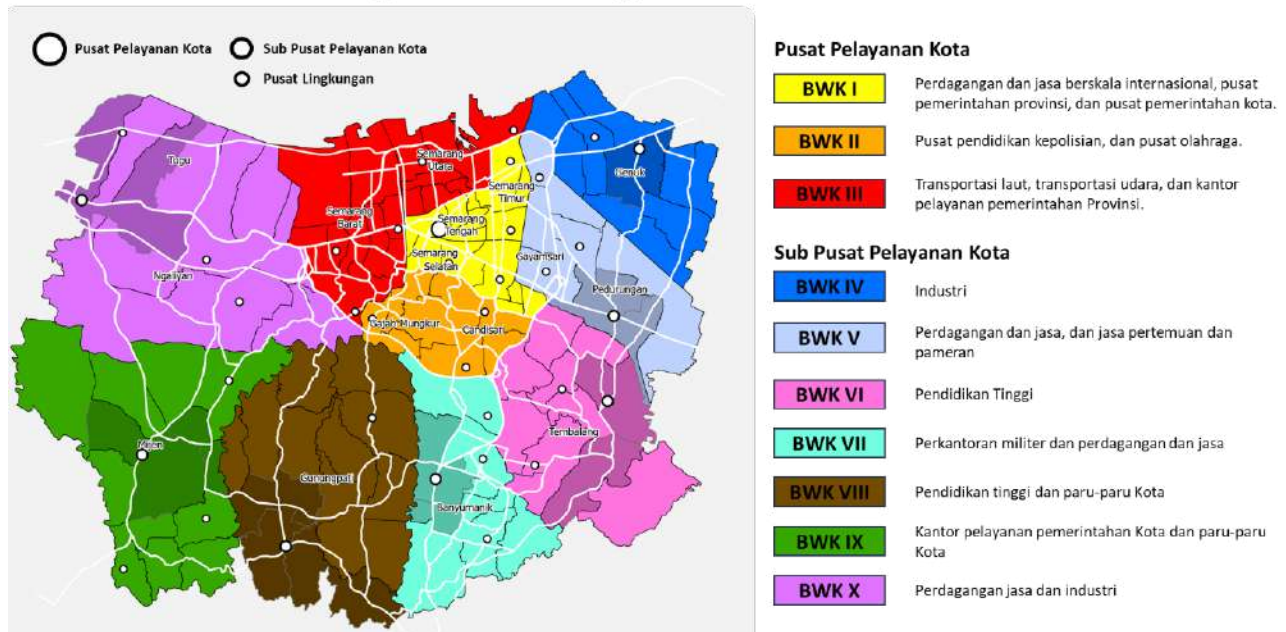 Pusat Pelayanan Kota
Sub Pusat Pelayanan Kota
Pusat Lingkungan
Tugu
Semarang
Utara
Genuk
Semarang
Timur
Semarang
Barat
Semarang
Tengah
Semarang
Selatan
Gayamsari
Ngaliyan
Pedurungan
Gajah Mungkur
Candisari
Mijen
Tembalang
Gunungpati
Banyumanik
Pusat Pelayanan Kota
BWK I
Perdagangan dan jasa berskala internasional, pusat
pemerintahan provinsi, dan pusat pemerintahan kota.
BWK II
Pusat pendidikan kepolisian, dan pusat olahraga.
BWK III
Transportasi laut, transportasi udara, dan kantor
pelayanan pemerintahan Provinsi.
Sub Pusat Pelayanan Kota
BWK IV
Industri
BWK V
Perdagangan dan jasa, dan jasa pertemuan dan
pameran
BWK VI
Pendidikan Tinggi
BWK VII
Perkantoran militer dan perdagangan dan jasa
BWK VIII
Pendidikan tinggi dan paru-paru Kota
BWK IX
Kantor pelayanan pemerintahan Kota dan paru-paru
Kota
BWK X
Perdagangan jasa dan industri